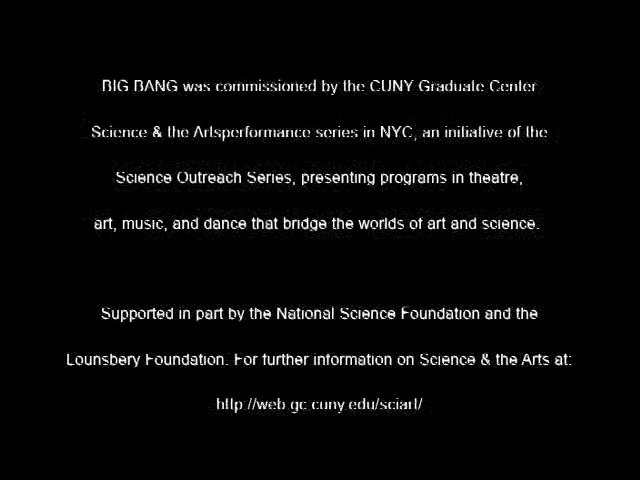 BIG BANG was commissioned by the CUNY Graduate Center
Science & the Artsperformance series in NYC, an initiative of the
Science Outreach Series, presenting programs in theatre,
art, music, and dance that bridge the worlds of art and science.
Supported in part by the National Science Foundation and the
Lounsbery Foundation. For further information on Science & the Arts at:
http://web.gc.cuny.edu/sciart/